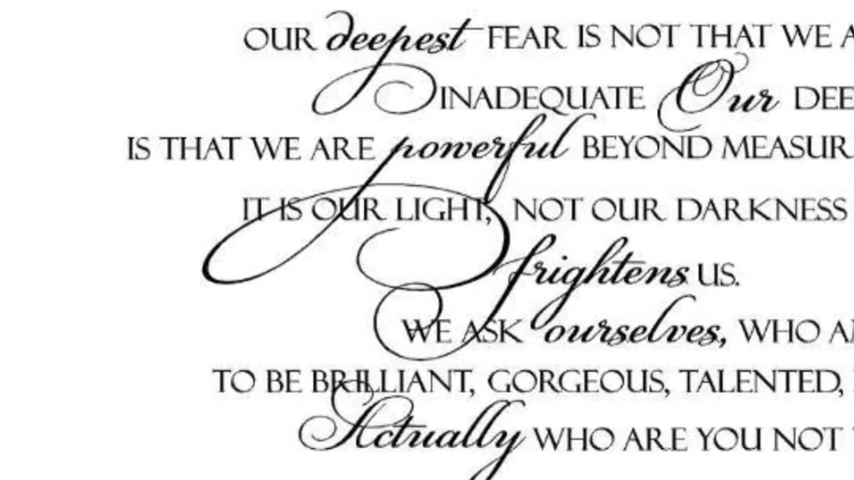 OUR deepest FEAR IS NOT THAT WE
INADEQUATE Our
IS THAT WE ARE powerful BEYOND
IT IS OUR LIGHT, NOT OUR DARKNESS
frightens US.
WE ASK ourselves, WHO
TO BE BRILLIANT, GORGEOUS, TALENTED,
Actually WHO ARE YOU NOT